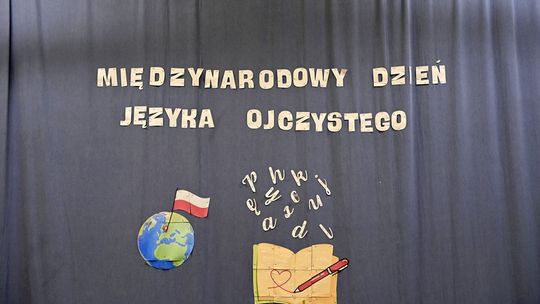 MIĘDZYNARODOWY DZIEŃ
JĘZYKA OJCZYSTEGO
p h k j
ę y x u
a o d l